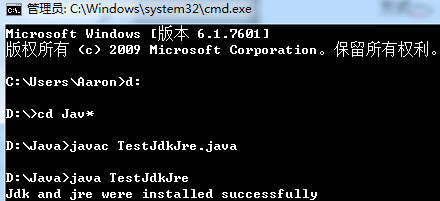 管理员: C:\Windows\system32\cmd.exe
Microsoft Windows [版本 6.1.7601]
版权所有 (c) 2009 Microsoft Corporation。保留所有权利。
C:\Users\Aaron>d:
D:\>cd Jav*
D:\Java>javac TestJdkJre.java
D:\Java>java TestJdkJre
Jdk and jre were installed successfully